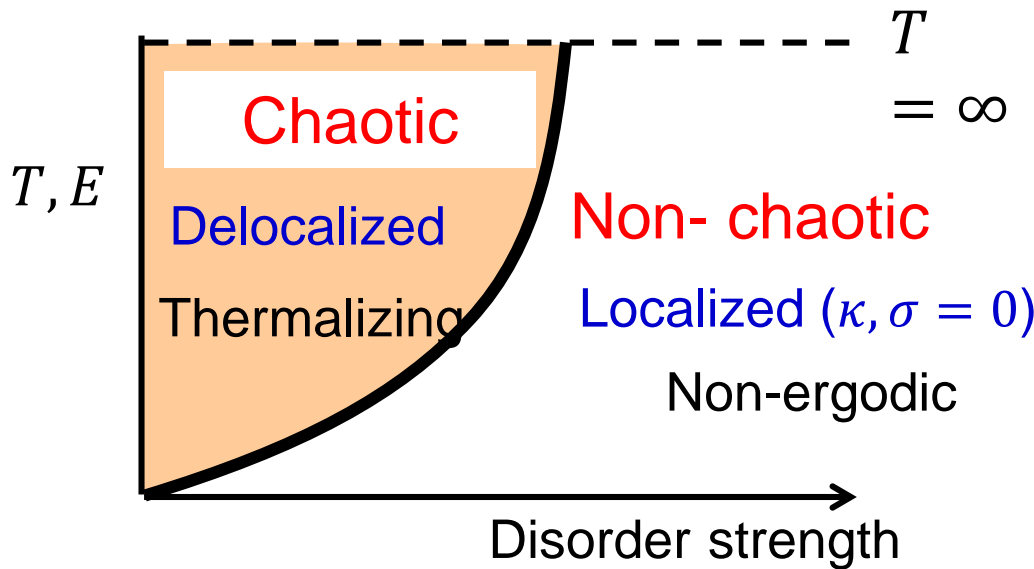 T
= ∞
Chaotic
T, E
Delocalized
Non- chaotic
Thermalizing
Localized (κ, σ = 0)
Non-ergodic
Disorder strength